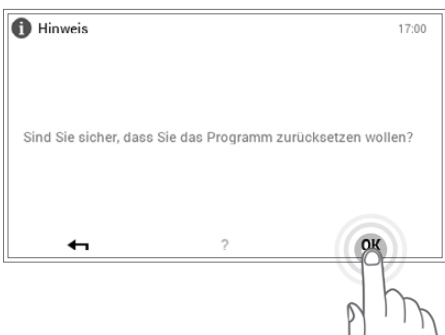 Hinweis 17:00
Sind Sie sicher, dass Sie das Programm zurücksetzen wollen?
? OK